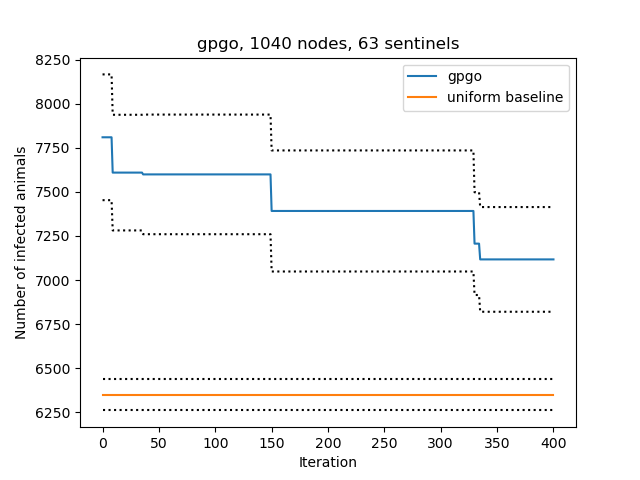 gpgo, 1040 nodes, 63 sentinels
gpgo
uniform baseline
Number of infected animals
8250
8000
7750
7500
7250
7000
6750
6500
6250
0 50 100 150 200 250 300 350 400
Iteration